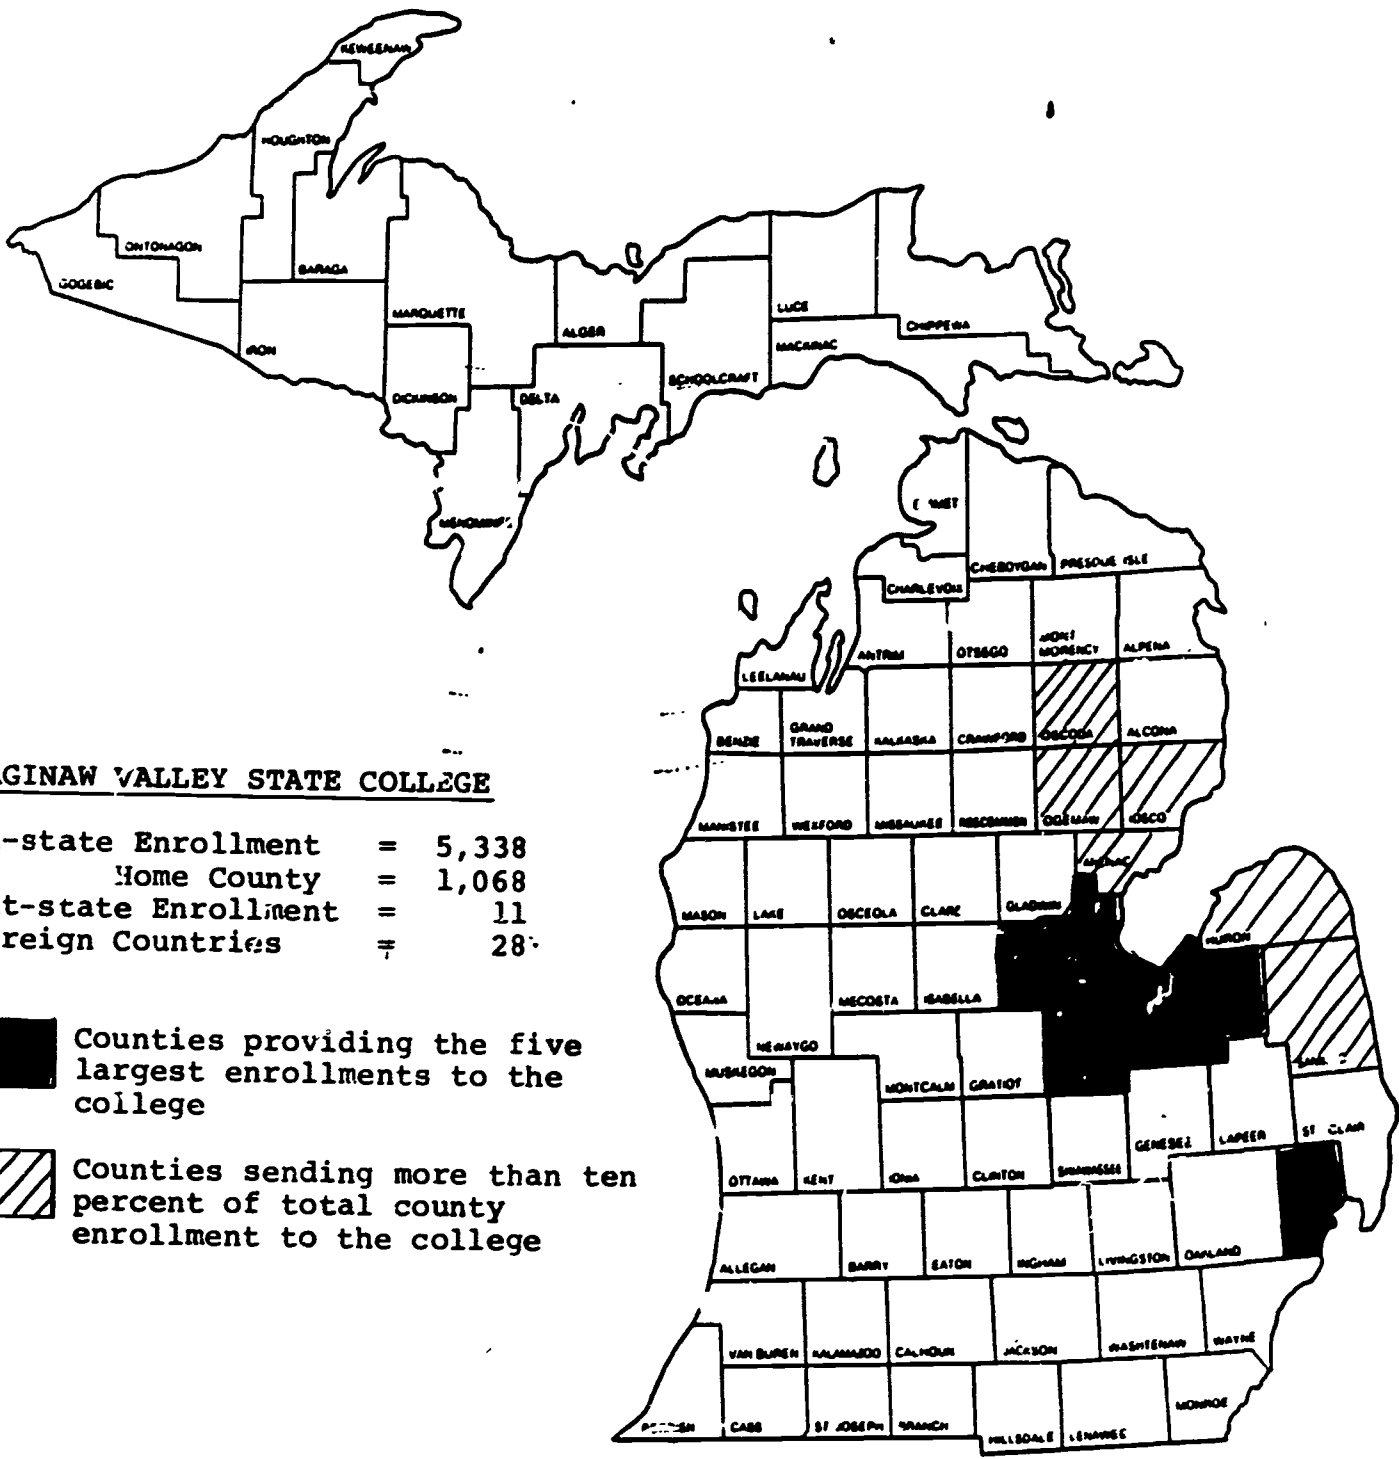 KEWEENAW
HOUGHTON
ONTONAGON
GOGEBIC
BARAGA
MARQUETTE
IRON
ALGER
LUCE
CHIPPEWA
MACKINAC
SCHOOLCRAFT
DICKINSON
DELTA
MENOMINEE
CHEBOYGAN
PRESQUE ISLE
CHARLEVOIX
ANTRIM
OTSEGO
MONT
MORENCY
ALPENA
LEELANAU
BENZIE
GRAND
TRAVERSE
KALKASKA
CRAWFORD
OSCODA
ALCONA
AGINAW VALLEY STATE COLLEGE
MANISTEE
WEXFORD
MISSAUKEE
ROSCOMMON
OGEMAW
IOSCO
-state Enrollment = 5,338
Home County = 1,068
t-state Enrollment = 11
reign Countries = 28
MASON
LAKE
OSCEOLA
CLARE
GLADWIN
HURON
OCEANA
MECOSTA
ISABELLA
NEWAYGO
Counties providing the five
largest enrollments to the
college
MUSKEGON
MONTCALM
GRATIOT
GENESEE
LAPEER
ST CLAIR
Counties sending more than ten
percent of total county
enrollment to the college
OTTAWA
KENT
IONIA
CLINTON
SHIAWASSEE
ALLEGAN
BARRY
EATON
INGHAM
LIVINGSTON
OAKLAND
VAN BUREN
KALAMAZOO
CALHOUN
JACKSON
WASHTENAW
WAYNE
CASS
ST JOSEPH
BRANCH
HILLSDALE
LENAWEE
MONROE